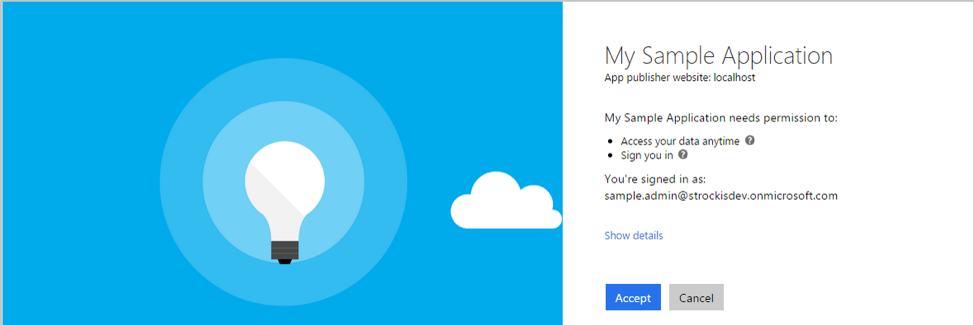 My Sample Application
App publisher website: localhost
My Sample Application needs permission to:
Access your data anytime ?
Sign you in ?
You're signed in as:
sample.admin@strockisdev.onmicrosoft.com
Show details
Accept Cancel